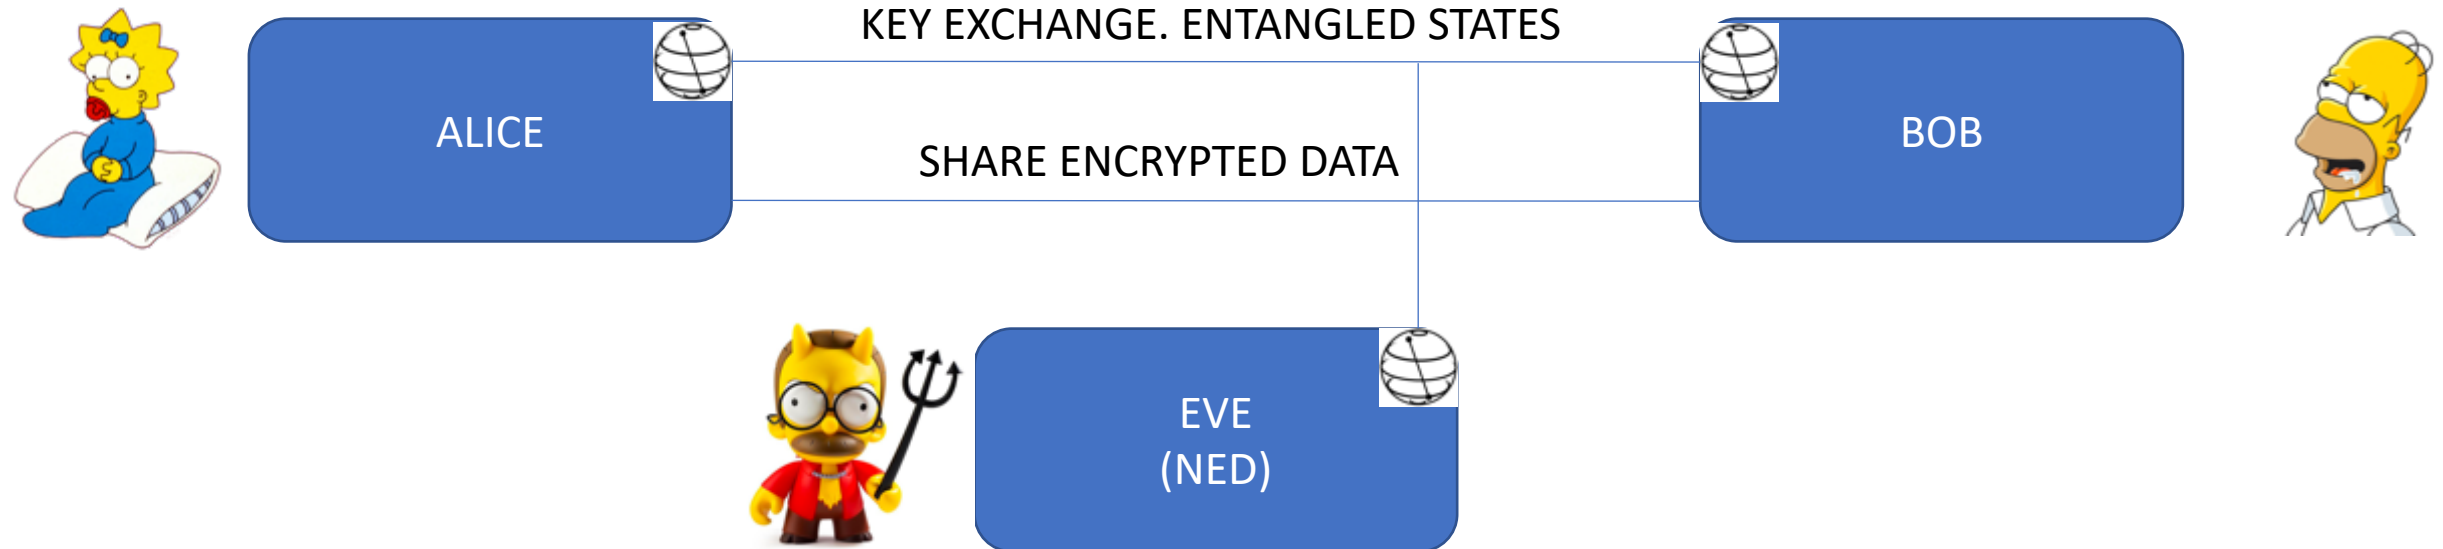 KEY EXCHANGE. ENTANGLED STATES
ALICE
BOB
SHARE ENCRYPTED DATA
EVE
(NED)